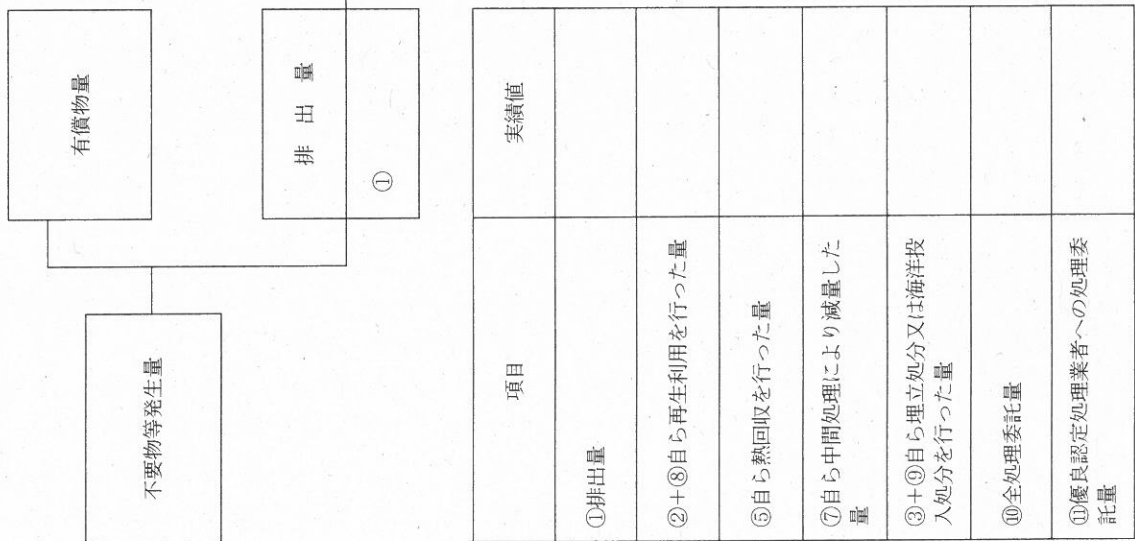 不要物等発生量
有償物量
排出量
①
項目
実績値
①排出量
②+⑧自ら再生利用を行った量
⑤自ら熱回収を行った量
⑦自ら中間処理により減量した
量
③+⑨自ら埋立処分又は海洋投
入処分を行った量
⑩全処理委託量
⑪優良認定処理業者への処理委
託量